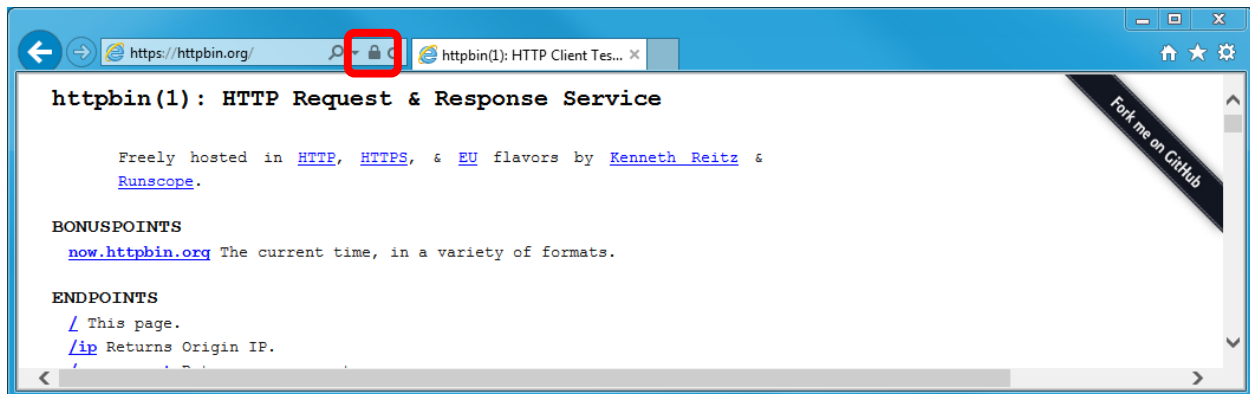 https://httpbin.org/
httpbin(1): HTTP Client Tes...
httpbin(1): HTTP Request & Response Service
Fork me on GitHub
Freely hosted in HTTP, HTTPS, & EU flavors by Kenneth Reitz &
Runscope.
BONUSPOINTS
now.httpbin.org The current time, in a variety of formats.
ENDPOINTS
/ This page.
/ip Returns Origin IP.